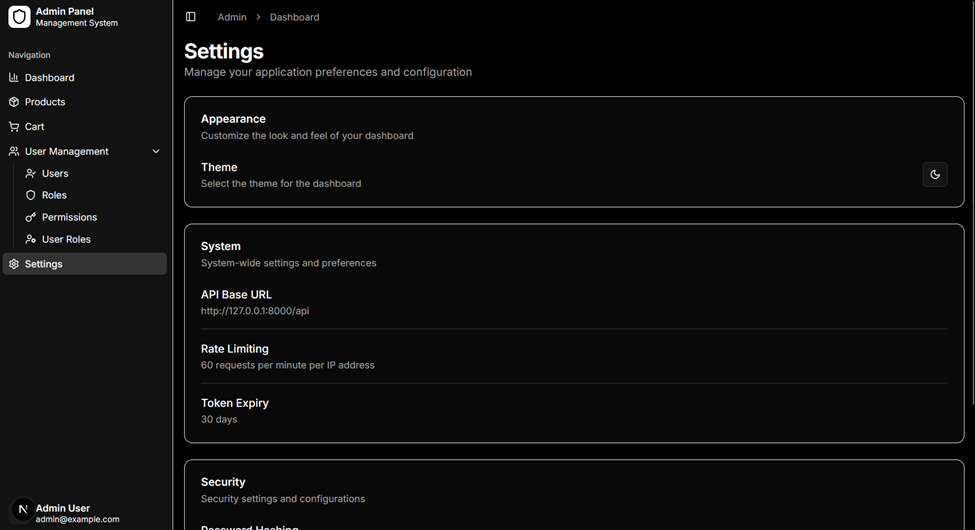 Admin Panel
Management System
Navigation
Dashboard
Products
Cart
User Management
Users
Roles
Permissions
User Roles
Settings
N
Admin User
admin@example.com
Admin > Dashboard
Settings
Manage your application preferences and configuration
Appearance
Customize the look and feel of your dashboard
Theme
Select the theme for the dashboard
System
System-wide settings and preferences
API Base URL
http://127.0.0.1:8000/api
Rate Limiting
60 requests per minute per IP address
Token Expiry
30 days
Security
Security settings and configurations
Password Hashing